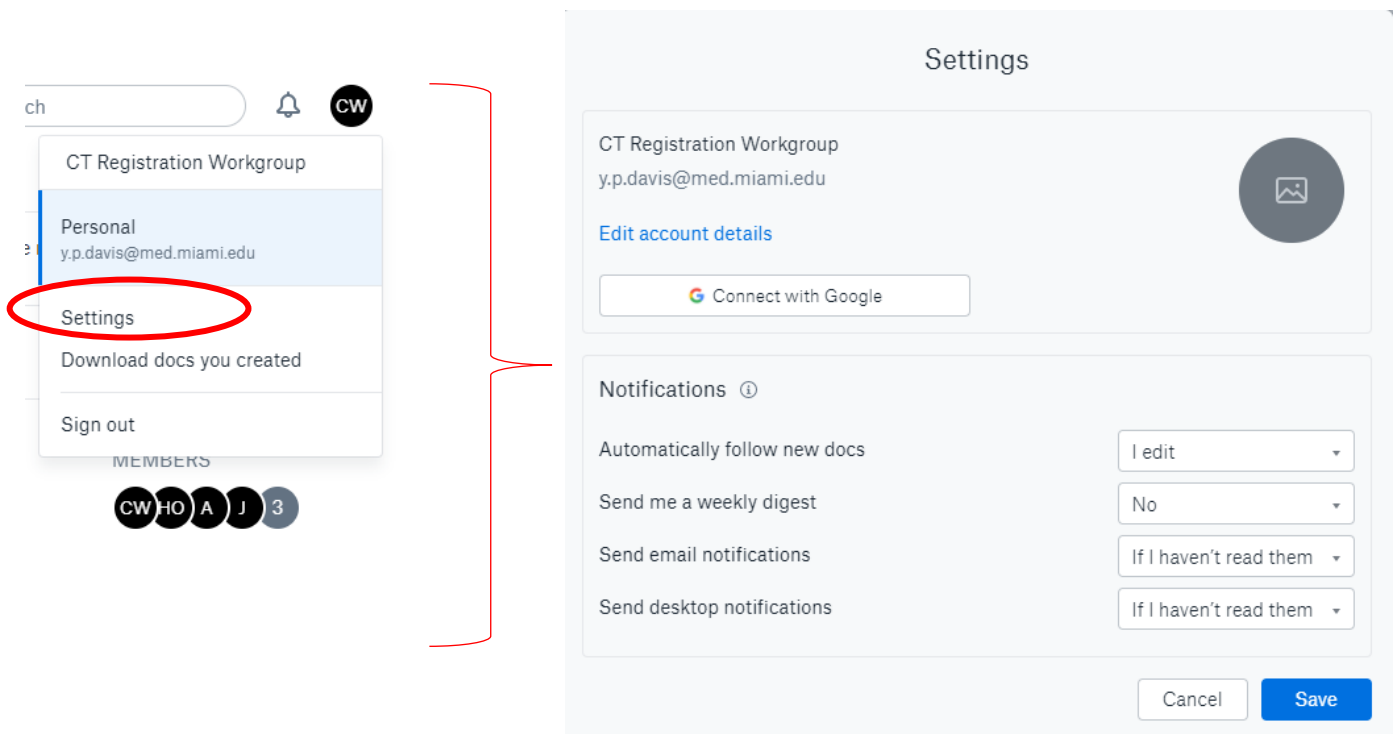 ch
CW
CT Registration Workgroup
Personal
y.p.davis@med.miami.edu
Settings
Download docs you created
Sign out
MEMBERS
CW HO A J 3
Settings
CT Registration Workgroup
y.p.davis@med.miami.edu
Edit account details
Connect with Google
Notifications
Automatically follow new docs I edit
Send me a weekly digest No
Send email notifications If I haven't read them
Send desktop notifications If I haven't read them
Cancel Save